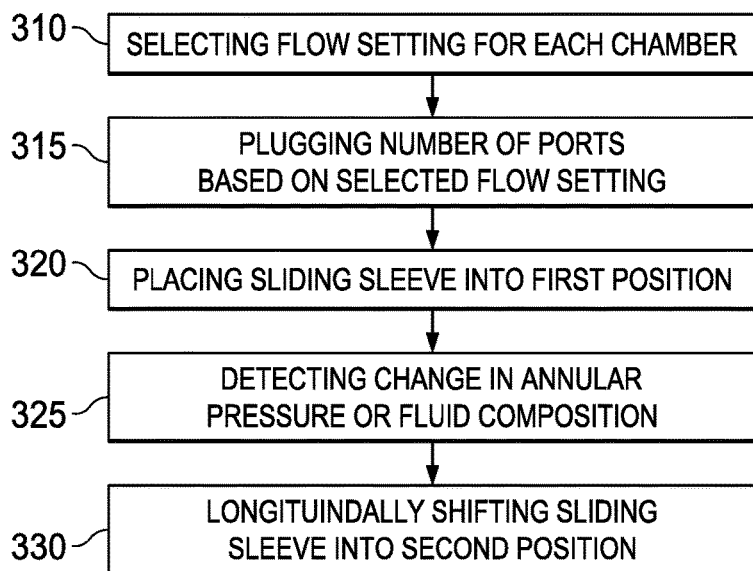 310
SELECTING FLOW SETTING FOR EACH CHAMBER
315
PLUGGING NUMBER OF PORTS
BASED ON SELECTED FLOW SETTING
320
PLACING SLIDING SLEEVE INTO FIRST POSITION
325
DETECTING CHANGE IN ANNULAR
PRESSURE OR FLUID COMPOSITION
330
LONGITUINDALLY SHIFTING SLIDING
SLEEVE INTO SECOND POSITION